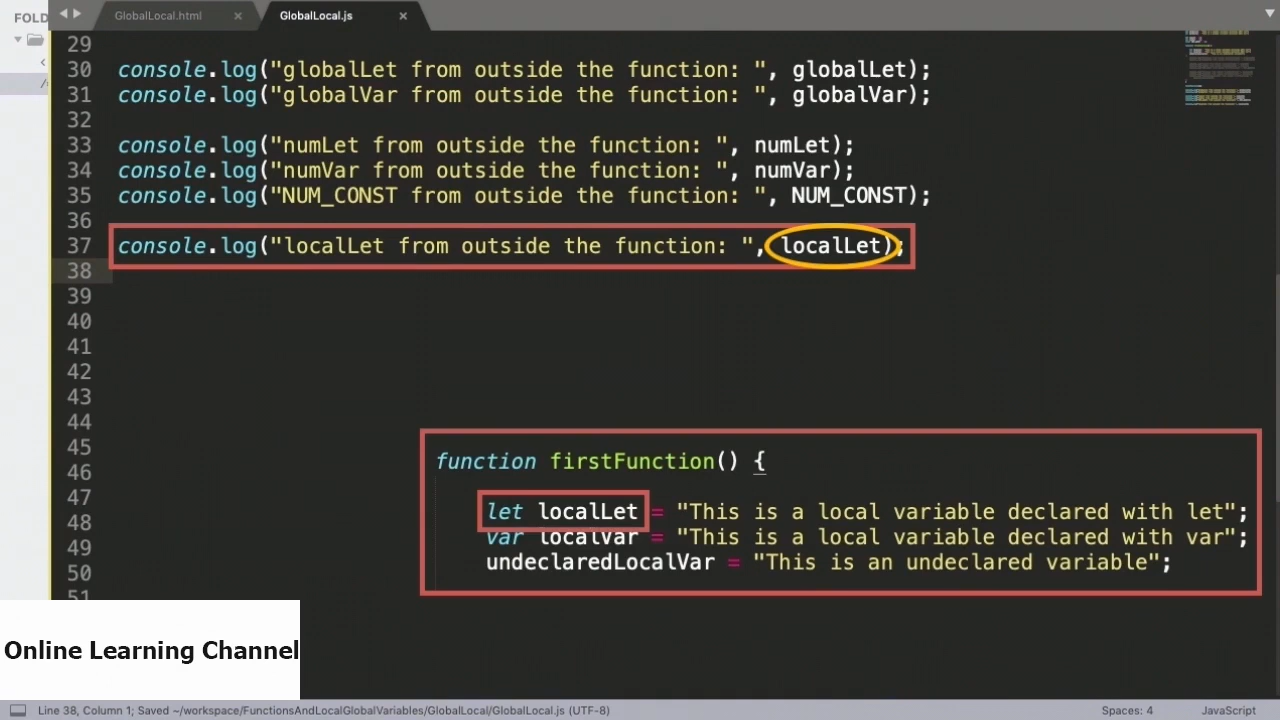 FOLD
GlobalLocal.html ×
GlobalLocal.js ×
29
30 console.log("globalLet from outside the function: ", globalLet);
31 console.log("globalVar from outside the function: ", globalVar);
32
33 console.log("numLet from outside the function: ", numLet);
34 console.log("numVar from outside the function: ", numVar);
35 console.log("NUM_CONST from outside the function: ", NUM_CONST);
36
37 console.log("localLet from outside the function: ", localLet);
38
39
40
41
42
43
44
45
46
47
48
49
50
51
function firstFunction() {
let localLet = "This is a local variable declared with let";
var localVar = "This is a local variable declared with var";
undeclaredLocalVar = "This is an undeclared variable";
Online Learning Channel
Line 38, Column 1; Saved ~/workspace/FunctionsAndLocalGlobalVariables/GlobalLocal/GlobalLocal.js (UTF-8)
Spaces: 4
JavaScript